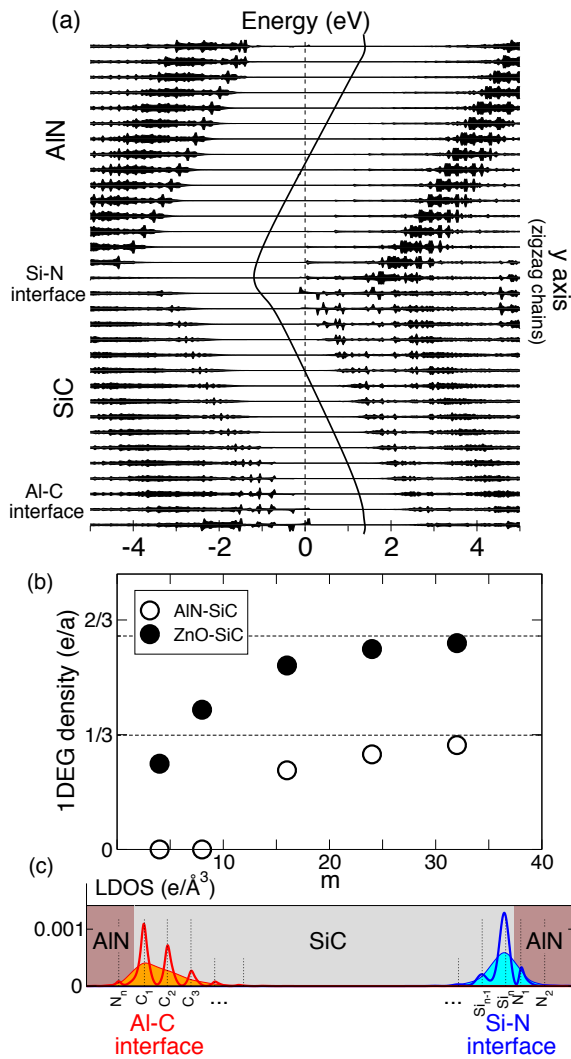 (a)
Energy (eV)
AlN
Si-N
interface
SiC
Al-C
interface
y axis
(zigzag chains)
-4 -2 0 2 4
(b)
1DEG density (e/a)
2/3
1/3
0
AlN-SiC
ZnO-SiC
10 20 30 40
m
(c)
LDOS (e/Å3)
0.001
0
AlN SiC AlN
Nn C1 C2 C3 ... ... Sin-1 Sin N1 N2
Al-C
interface
Si-N
interface